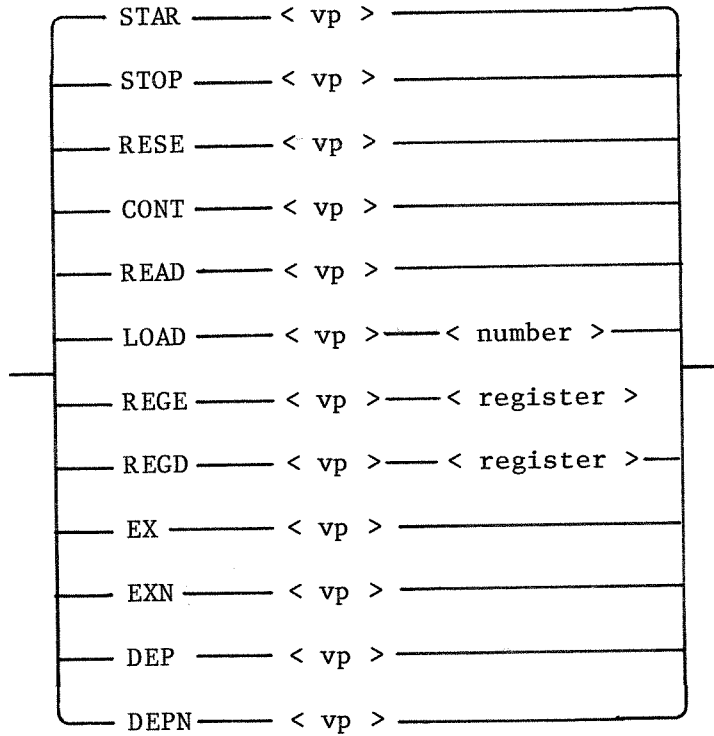 STAR < vp >
STOP < vp >
RESE < vp >
CONT < vp >
READ < vp >
LOAD < vp > < number >
REGE < vp > < register >
REGD < vp > < register >
EX < vp >
EXN < vp >
DEP < vp >
DEPN < vp >